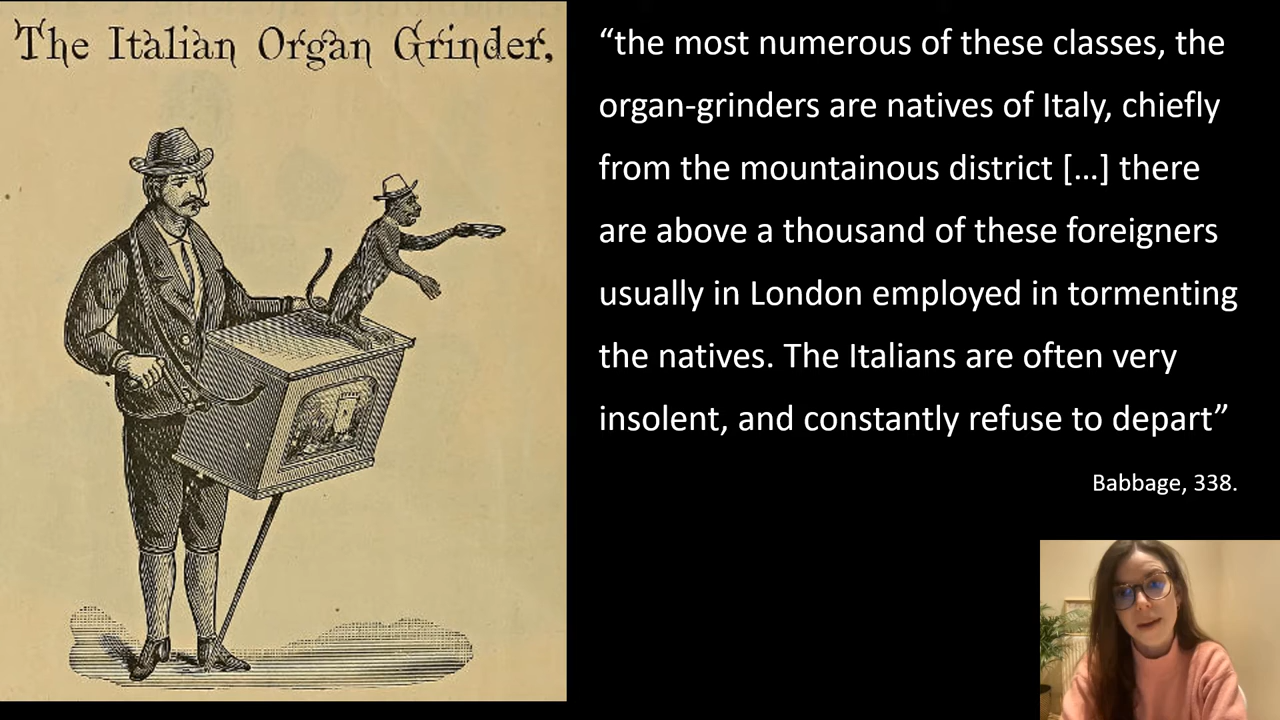 The Italian Organ Grinder,
“the most numerous of these classes, the
organ-grinders are natives of Italy, chiefly
from the mountainous district [...] there
are above a thousand of these foreigners
usually in London employed in tormenting
the natives. The Italians are often very
insolent, and constantly refuse to depart”
Babbage, 338.